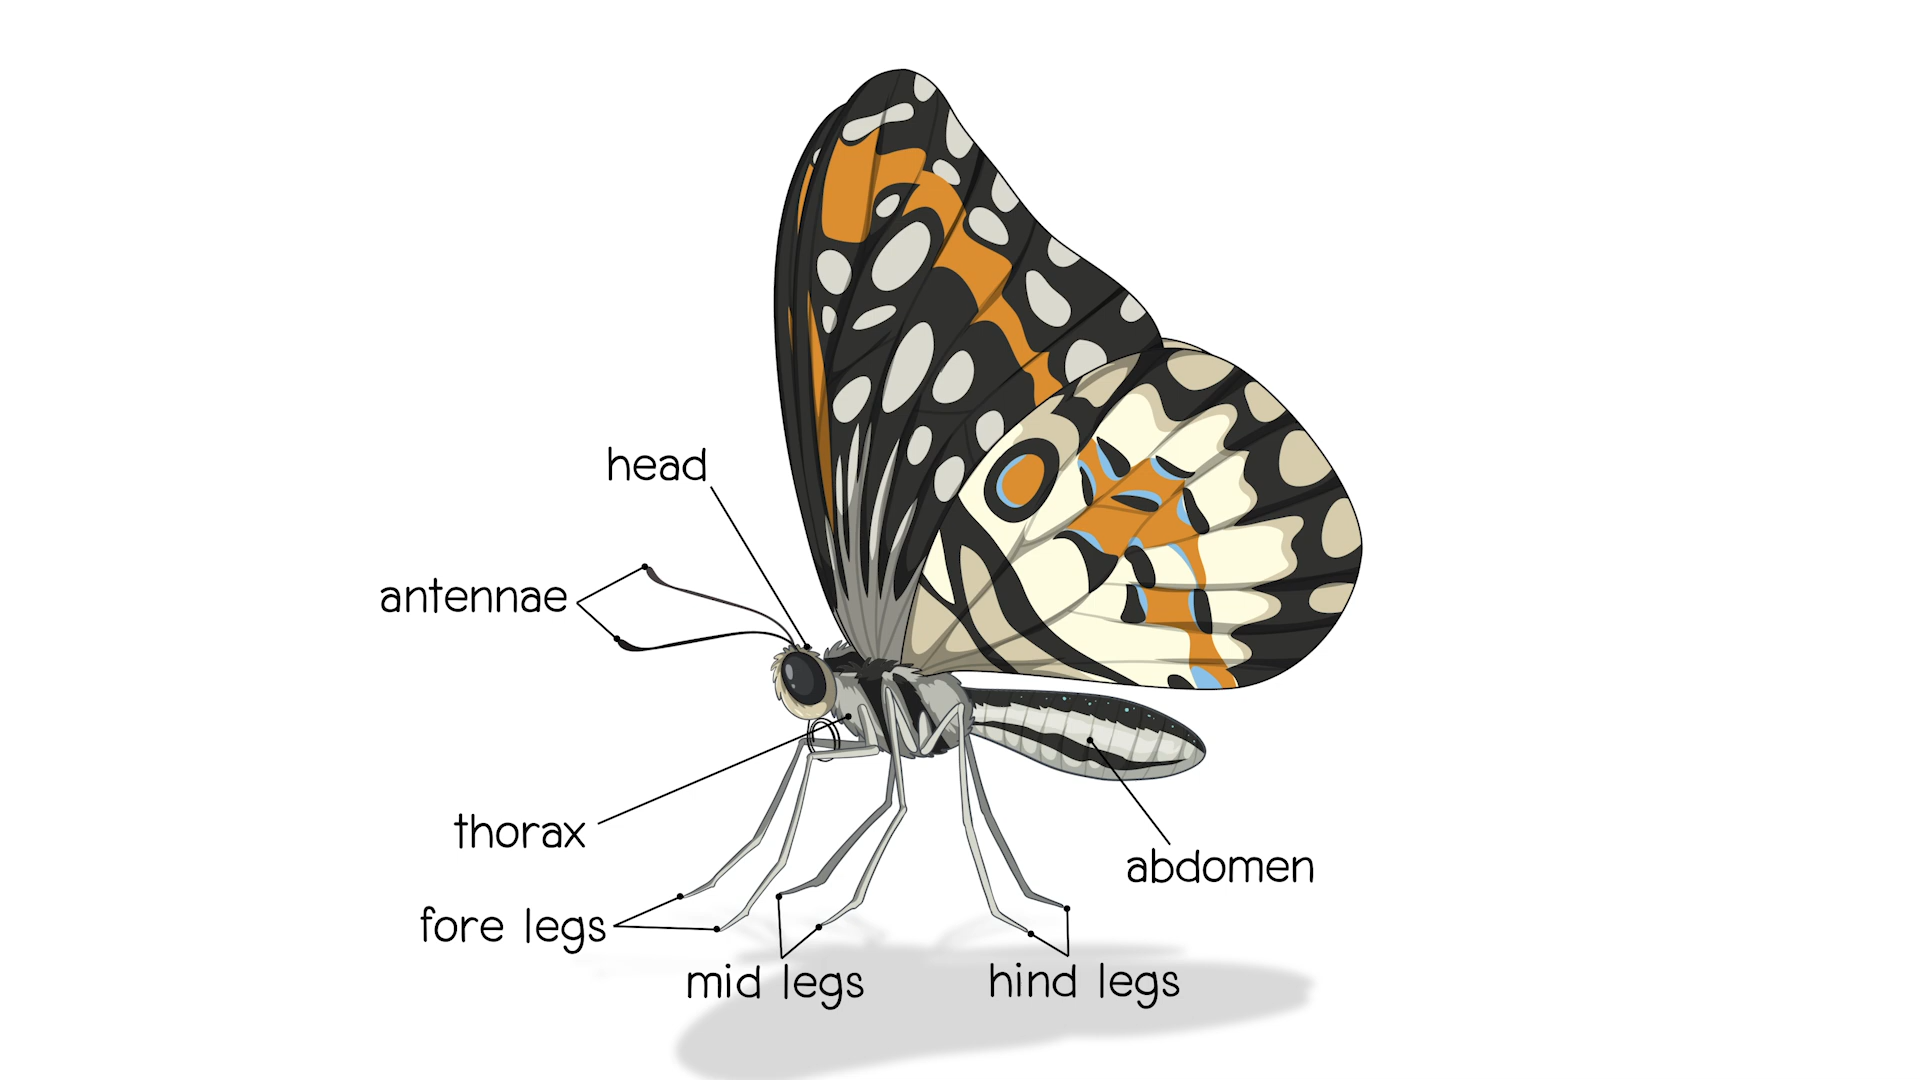 head
antennae
thorax
abdomen
fore legs
mid legs
hind legs